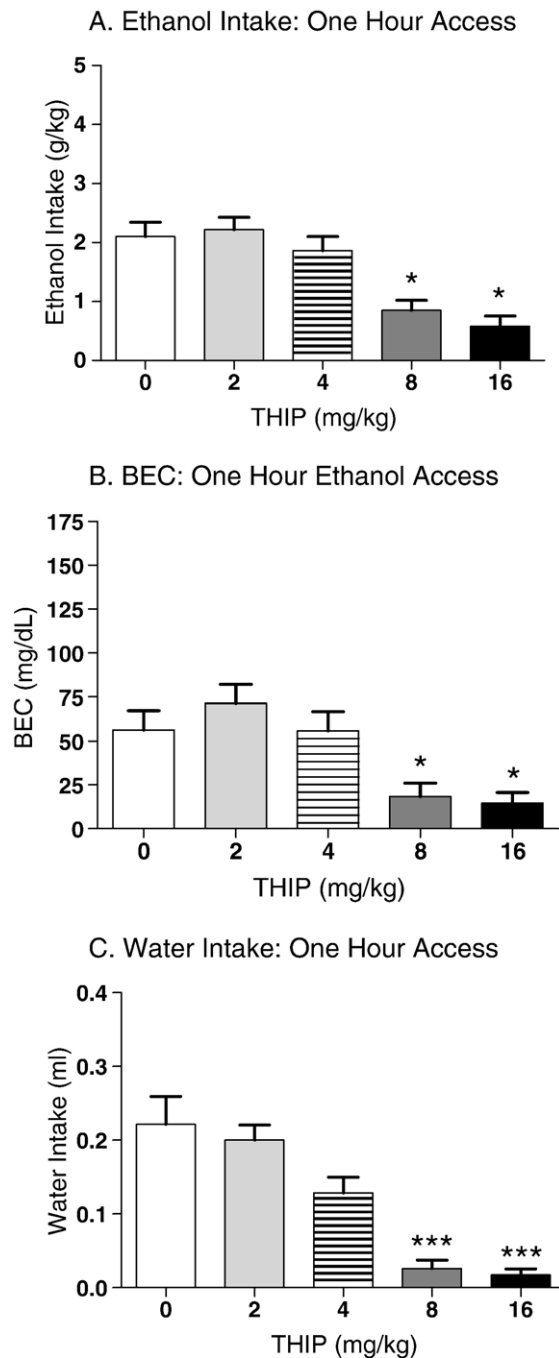 A. Ethanol Intake: One Hour Access
Ethanol Intake (g/kg)
5
4
3
2
1
0
* *
0 2 4 8 16
THIP (mg/kg)
B. BEC: One Hour Ethanol Access
BEC (mg/dL)
175
150
125
100
75
50
25
0
* *
0 2 4 8 16
THIP (mg/kg)
C. Water Intake: One Hour Access
Water Intake (ml)
0.4
0.3
0.2
0.1
0.0
*** ***
0 2 4 8 16
THIP (mg/kg)